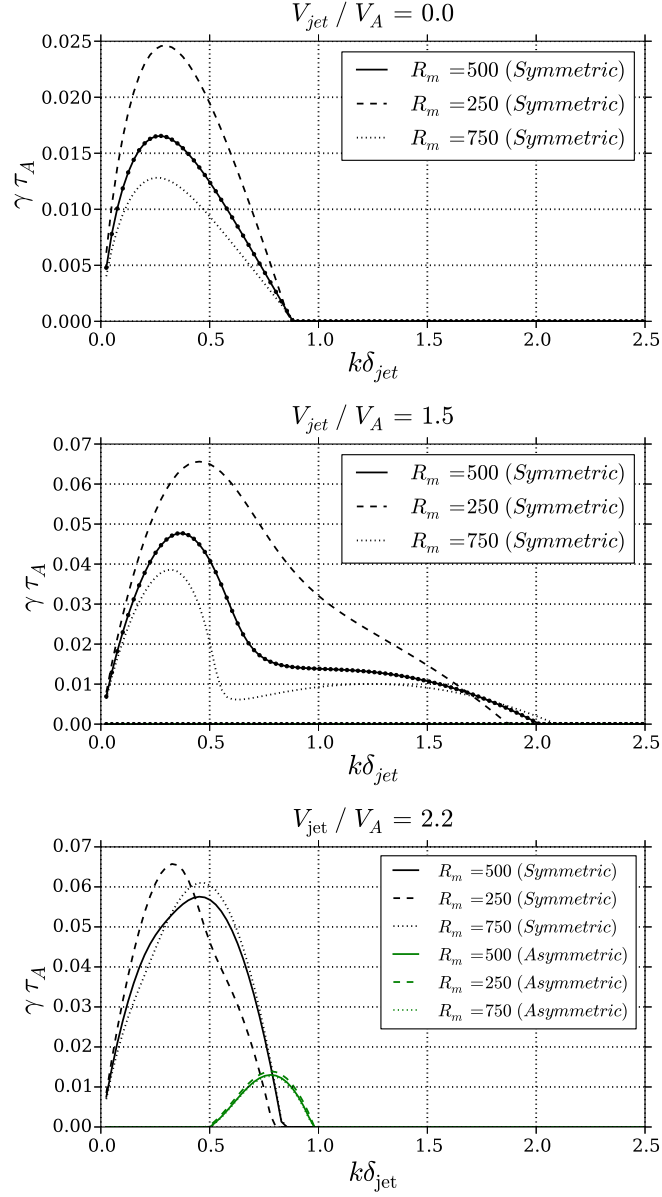 V_jet / V_A = 0.0
0.025
0.020
0.015
0.010
0.005
0.000
γ τ_A
R_m =500 (Symmetric)
R_m =250 (Symmetric)
R_m =750 (Symmetric)
0.0 0.5 1.0 1.5 2.0 2.5
kδ_jet
V_jet / V_A = 1.5
0.07
0.06
0.05
0.04
0.03
0.02
0.01
0.00
γ τ_A
R_m =500 (Symmetric)
R_m =250 (Symmetric)
R_m =750 (Symmetric)
0.0 0.5 1.0 1.5 2.0 2.5
kδ_jet
V_jet / V_A = 2.2
0.07
0.06
0.05
0.04
0.03
0.02
0.01
0.00
γ τ_A
R_m =500 (Symmetric)
R_m =250 (Symmetric)
R_m =750 (Symmetric)
R_m =500 (Asymmetric)
R_m =250 (Asymmetric)
R_m =750 (Asymmetric)
0.0 0.5 1.0 1.5 2.0 2.5
kδ_jet